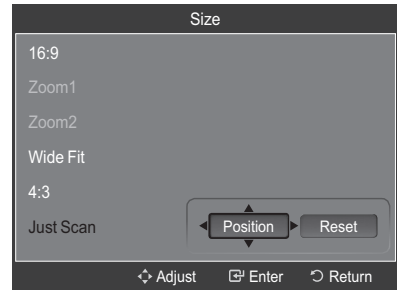 Size
16:9
Zoom1
Zoom2
Wide Fit
4:3
Just Scan
Position Reset
Adjust Enter Return